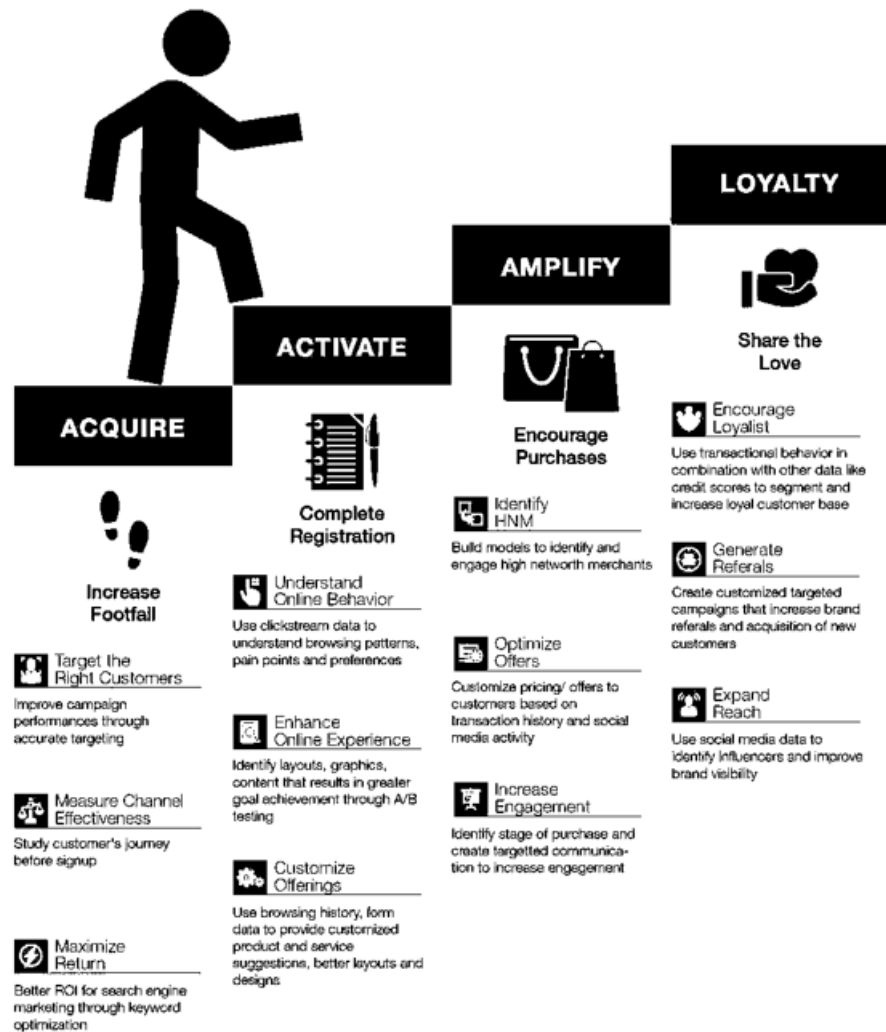 ACQUIRE
Increase
Footfall
Target the
Right Customers
Improve campaign
performances through
accurate targeting
Measure Channel
Effectiveness
Study customer's journey
before signup
Maximize
Return
Better ROI for search engine
marketing through keyword
optimization
ACTIVATE
Complete
Registration
Understand
Online Behavior
Use clickstream data to
understand browsing patterns,
pain points and preferences
Enhance
Online Experience
Identify layouts, graphics,
content that results in greater
goal achievement through A/B
testing
Customize
Offerings
Use browsing history, form
data to provide customized
product and service
suggestions, better layouts and
designs
AMPLIFY
Encourage
Purchases
Identify
HNM
Build models to identify and
engage high networth merchants
Optimize
Offers
Customize pricing/ offers to
customers based on
transaction history and social
media activity
Increase
Engagement
Identify stage of purchase and
create targetted communica-
tion to increase engagement
LOYALTY
Share the
Love
Encourage
Loyalist
Use transactional behavior in
combination with other data like
credit scores to segment and
increase loyal customer base
Generate
Referals
Create customized targeted
campaigns that increase brand
referrals and acquisition of new
customers
Expand
Reach
Use social media data to
identify Influencers and improve
brand visibility